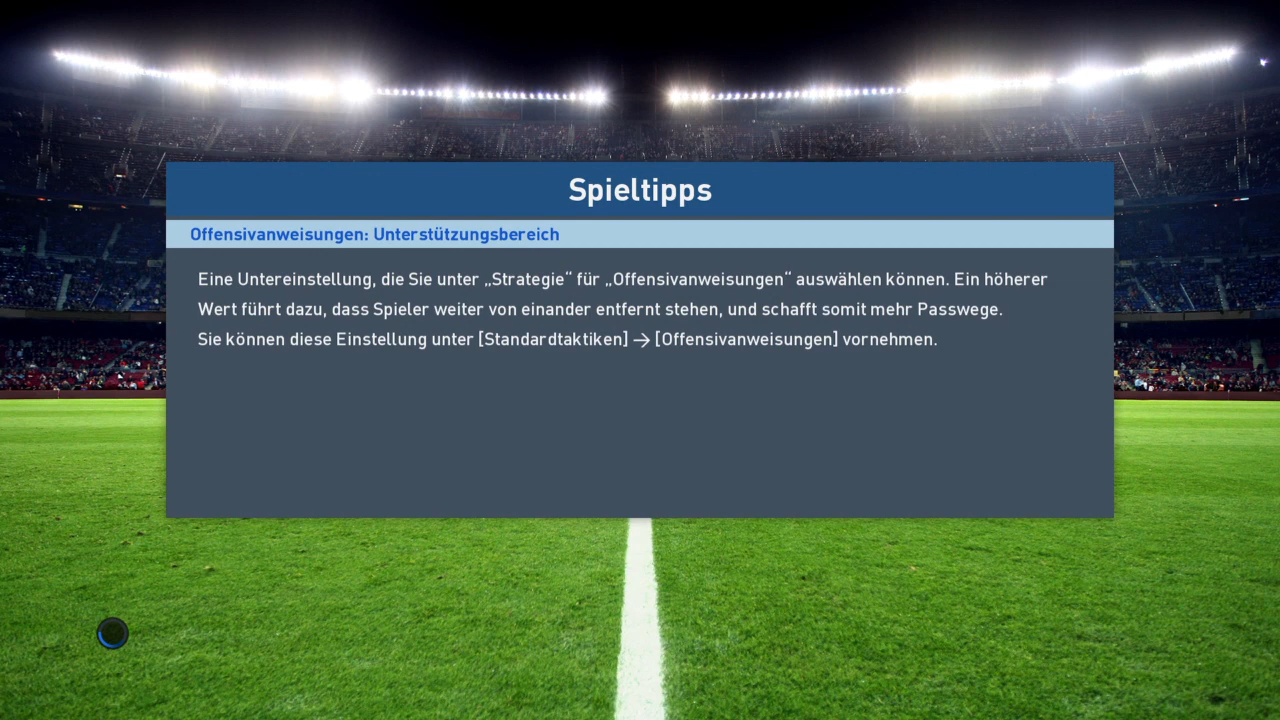 Spieltipps
Offensivanweisungen: Unterstützungsbereich
Eine Untereinstellung, die Sie unter „Strategie“ für „Offensivanweisungen“ auswählen können. Ein höherer
Wert führt dazu, dass Spieler weiter von einander entfernt stehen, und schafft somit mehr Passwege.
Sie können diese Einstellung unter [Standardtaktiken] → [Offensivanweisungen] vornehmen.